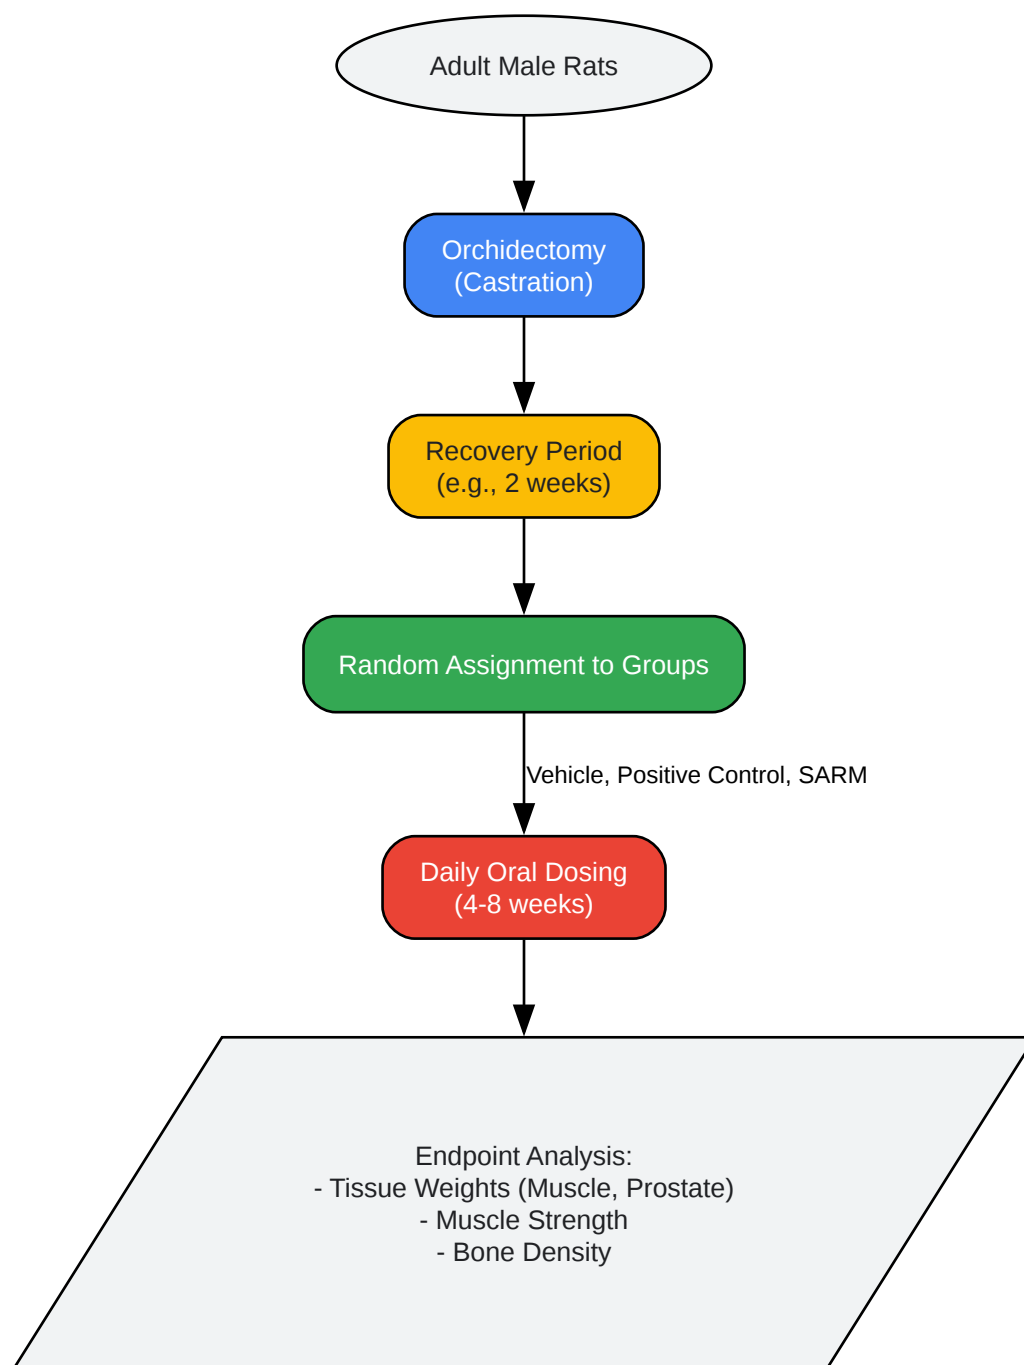 Adult Male Rats
Orchidectomy
(Castration)
Recovery Period
(e.g., 2 weeks)
Random Assignment to Groups
Vehicle, Positive Control, SARM
Daily Oral Dosing
(4-8 weeks)
Endpoint Analysis:
- Tissue Weights (Muscle, Prostate)
- Muscle Strength
- Bone Density